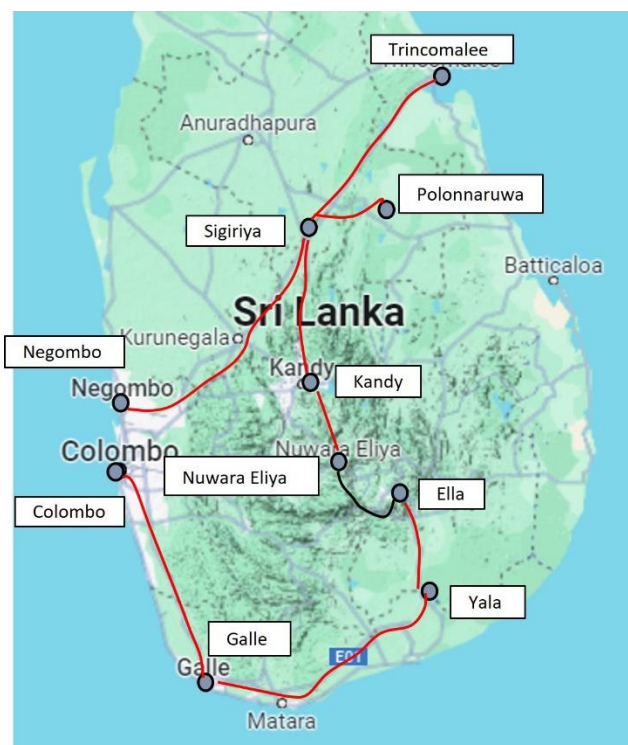 Trincomalee
Anuradhapura
Polonnaruwa
Sigiriya
Batticaloa
Sri Lanka
Kurunegala
Negombo
Kandy
Negombo
Kandy
Colombo
Nuwara Eliya
Nuwara Eliya
Ella
Colombo
Yala
Galle
Galle
E01
Matara